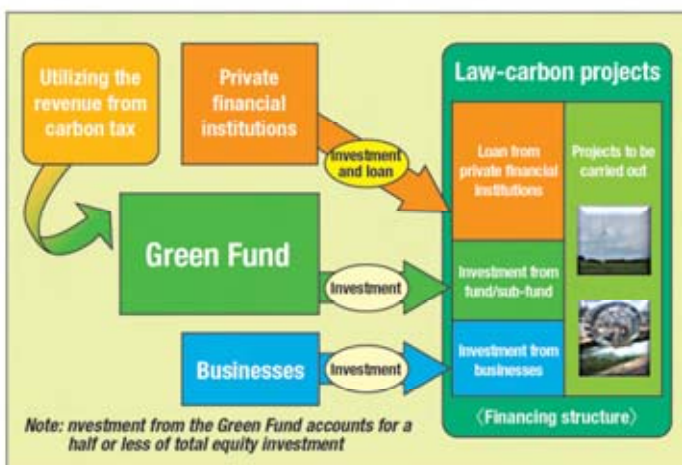 Utilizing the
revenue from
carbon tax
Private
financial
institutions
Investment
and loan
Green Fund
Investment
Businesses
Investment
Law-carbon projects
Loan from
private financial
institutions
Projects to be
carried out
Investment from
fund/sub-fund
Investment from
businesses
〈Financing structure〉
Note: nvestment from the Green Fund accounts for a
half or less of total equity investment